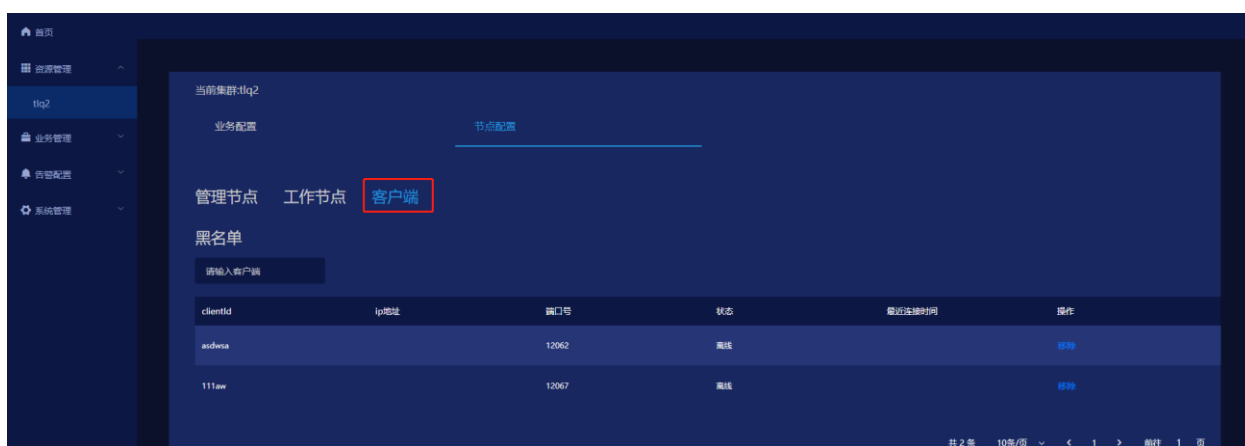 首页
资源管理
tlq2
业务管理
告警配置
系统管理
当前集群:tlq2
业务配置 节点配置
管理节点 工作节点 客户端
黑名单
请输入客户端
clientId ip地址 端口号 状态 最近连接时间 操作
asdwsa 12062 离线 移除
111aw 12067 离线 移除
共 2 条 10条/页 1 前往 1 页